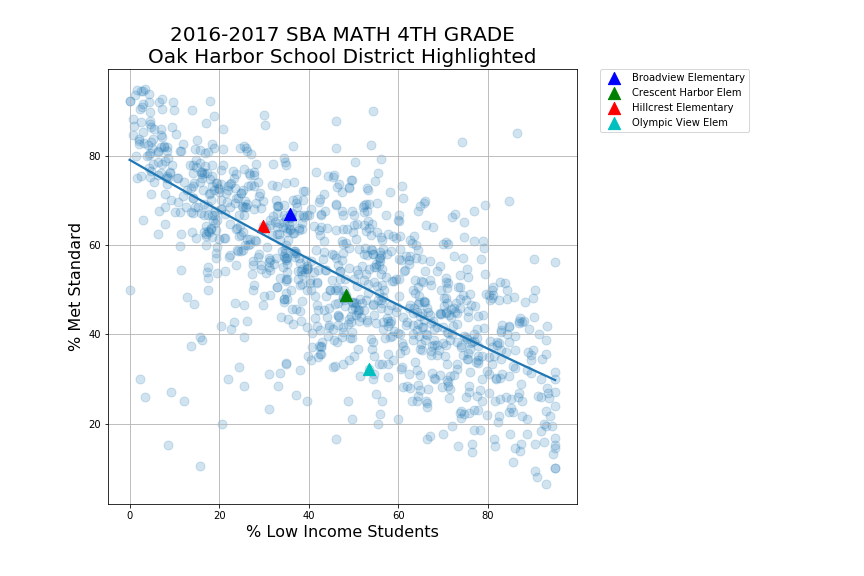 2016-2017 SBA MATH 4TH GRADE
Oak Harbor School District Highlighted
Broadview Elementary
Crescent Harbor Elem
Hillcrest Elementary
Olympic View Elem
% Met Standard
80
60
40
20
0 20 40 60 80
% Low Income Students